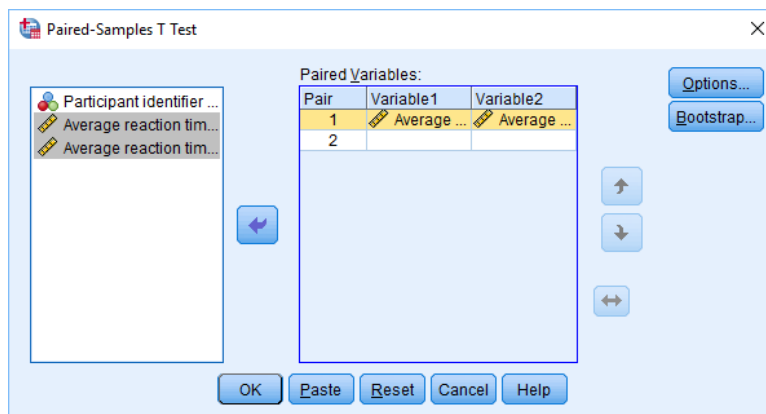 Paired-Samples T Test
Paired Variables:
Participant identifier ...
Average reaction tim...
Average reaction tim...
Pair Variable1 Variable2
1 Average ... Average ...
2
Options...
Bootstrap...
OK Paste Reset Cancel Help